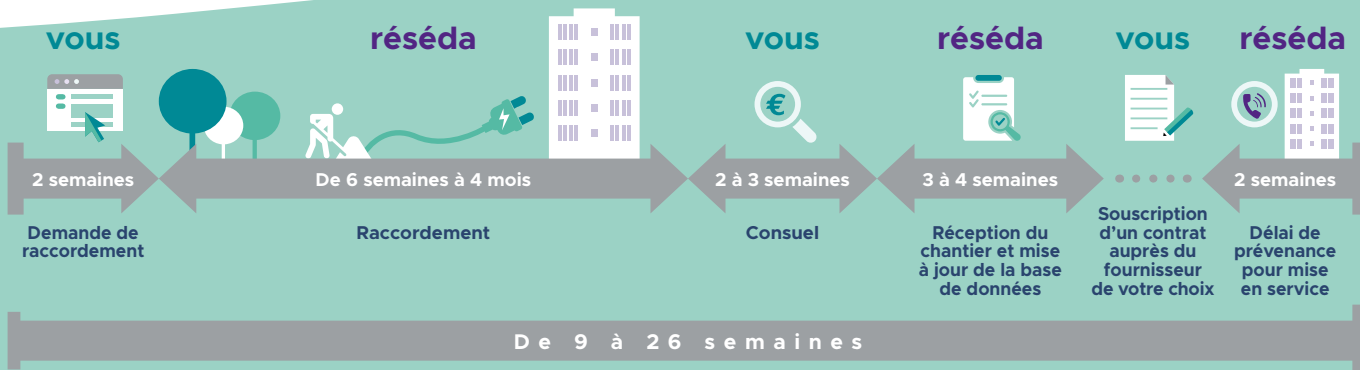 vous
réséda
vous
réséda
vous
réséda
€
2 semaines
De 6 semaines à 4 mois
2 à 3 semaines
3 à 4 semaines
2 semaines
Demande de
raccordement
Raccordement
Consuel
Réception du
chantier et mise
à jour de la base
de données
Souscription
d'un contrat
auprès du
fournisseur
de votre choix
Délai de
prévenance
pour mise
en service
De 9 à 26 semaines